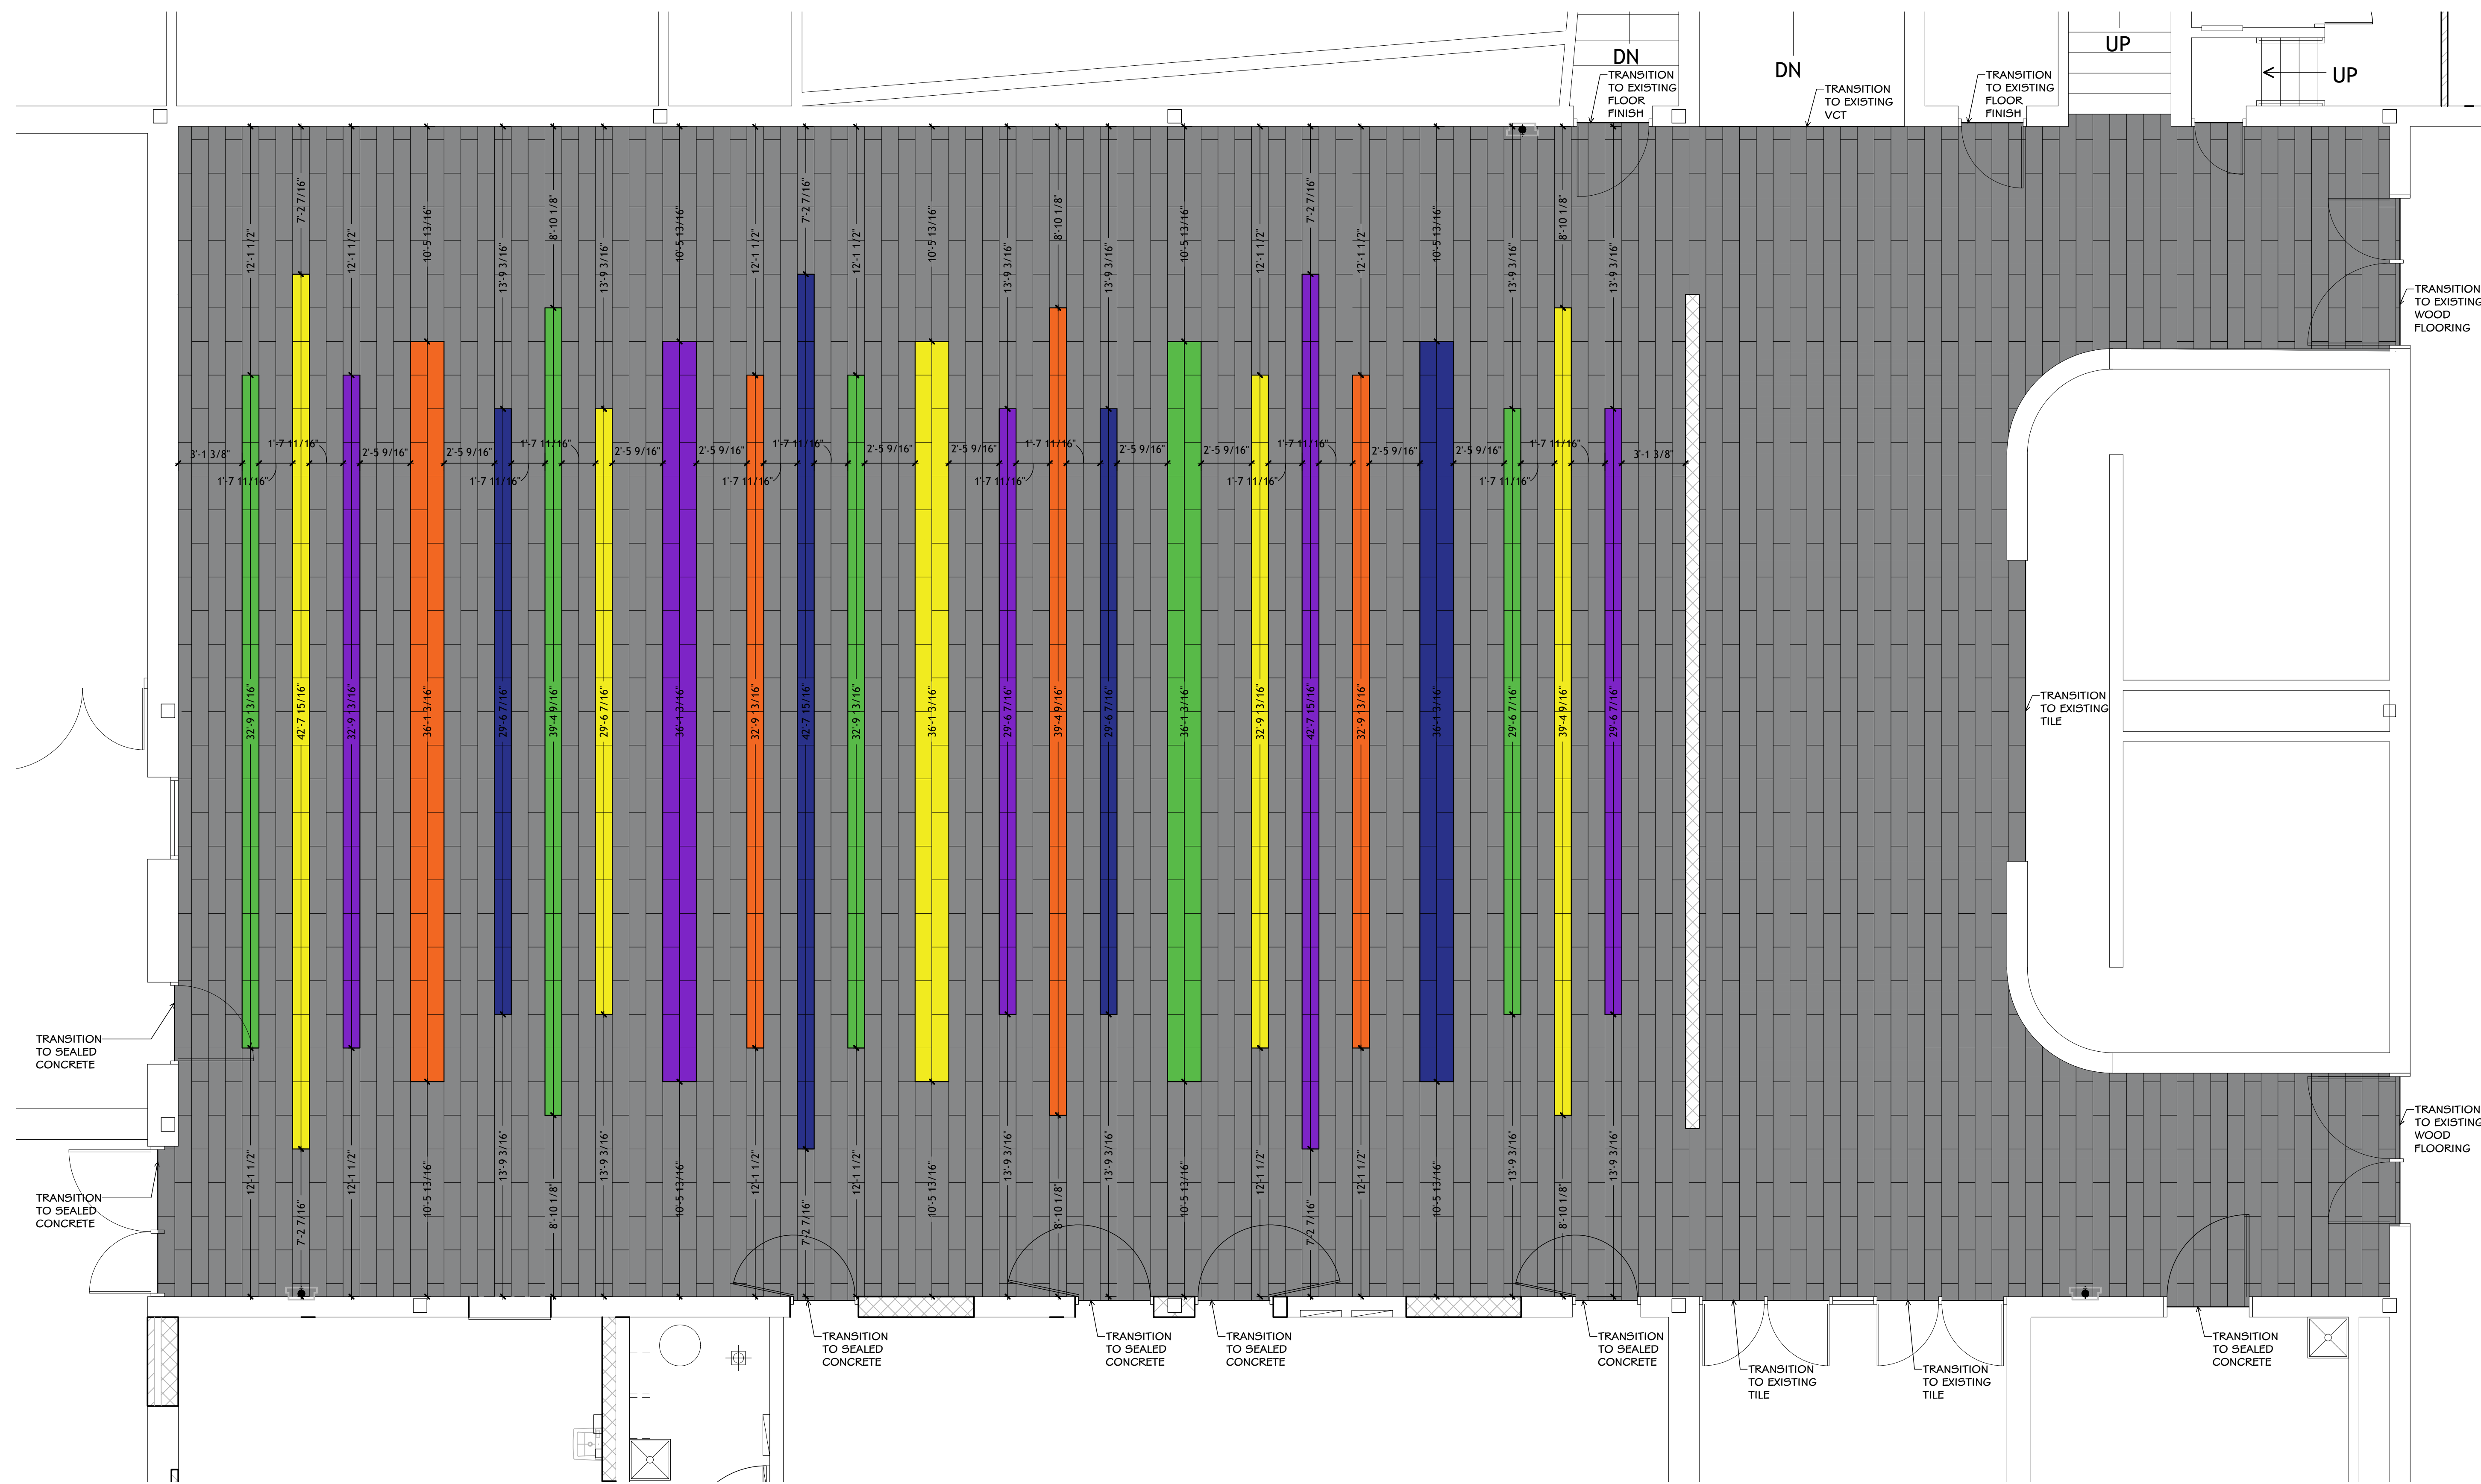 DN
DN
UP
UP
TRANSITION
TO EXISTING
FLOOR
FINISH
TRANSITION
TO EXISTING
VCT
TRANSITION
TO EXISTING
FLOOR
FINISH
12'-1 1/2"
7'-2 7/16"
12'-1 1/2"
10'-5 13/16"
13'-9 3/16"
8'-10 1/8"
13'-9 3/16"
10'-5 13/16"
12'-1 1/2"
7'-2 7/16"
12'-1 1/2"
10'-5 13/16"
13'-9 3/16"
8'-10 1/8"
13'-9 3/16"
10'-5 13/16"
12'-1 1/2"
7'-2 7/16"
12'-1 1/2"
10'-5 13/16"
13'-9 3/16"
8'-10 1/8"
13'-9 3/16"
TRANSITION
TO EXISTING
WOOD
FLOORING
3'-1 3/8"
1'-7 11/16"
1'-7 11/16"
2'-5 9/16"
2'-5 9/16"
1'-7 11/16"
1'-7 11/16"
2'-5 9/16"
2'-5 9/16"
1'-7 11/16"
1'-7 11/16"
2'-5 9/16"
2'-5 9/16"
1'-7 11/16"
1'-7 11/16"
2'-5 9/16"
2'-5 9/16"
1'-7 11/16"
1'-7 11/16"
2'-5 9/16"
2'-5 9/16"
1'-7 11/16"
1'-7 11/16"
3'-1 3/8"
32'-9 13/16"
42'-7 15/16"
32'-9 13/16"
36'-1 3/16"
29'-6 7/16"
39'-4 9/16"
29'-6 7/16"
36'-1 3/16"
32'-9 13/16"
42'-7 15/16"
32'-9 13/16"
36'-1 3/16"
29'-6 7/16"
39'-4 9/16"
29'-6 7/16"
36'-1 3/16"
32'-9 13/16"
42'-7 15/16"
32'-9 13/16"
36'-1 3/16"
29'-6 7/16"
39'-4 9/16"
29'-6 7/16"
TRANSITION
TO EXISTING
TILE
TRANSITION
TO SEALED
CONCRETE
TRANSITION
TO SEALED
CONCRETE
12'-1 1/2"
7'-2 7/16"
12'-1 1/2"
10'-5 13/16"
13'-9 3/16"
8'-10 1/8"
13'-9 3/16"
10'-5 13/16"
12'-1 1/2"
7'-2 7/16"
12'-1 1/2"
10'-5 13/16"
13'-9 3/16"
8'-10 1/8"
13'-9 3/16"
10'-5 13/16"
12'-1 1/2"
7'-2 7/16"
12'-1 1/2"
10'-5 13/16"
13'-9 3/16"
8'-10 1/8"
13'-9 3/16"
TRANSITION
TO EXISTING
WOOD
FLOORING
TRANSITION
TO SEALED
CONCRETE
TRANSITION
TO SEALED
CONCRETE
TRANSITION
TO SEALED
CONCRETE
TRANSITION
TO SEALED
CONCRETE
TRANSITION
TO EXISTING
TILE
TRANSITION
TO EXISTING
TILE
TRANSITION
TO SEALED
CONCRETE